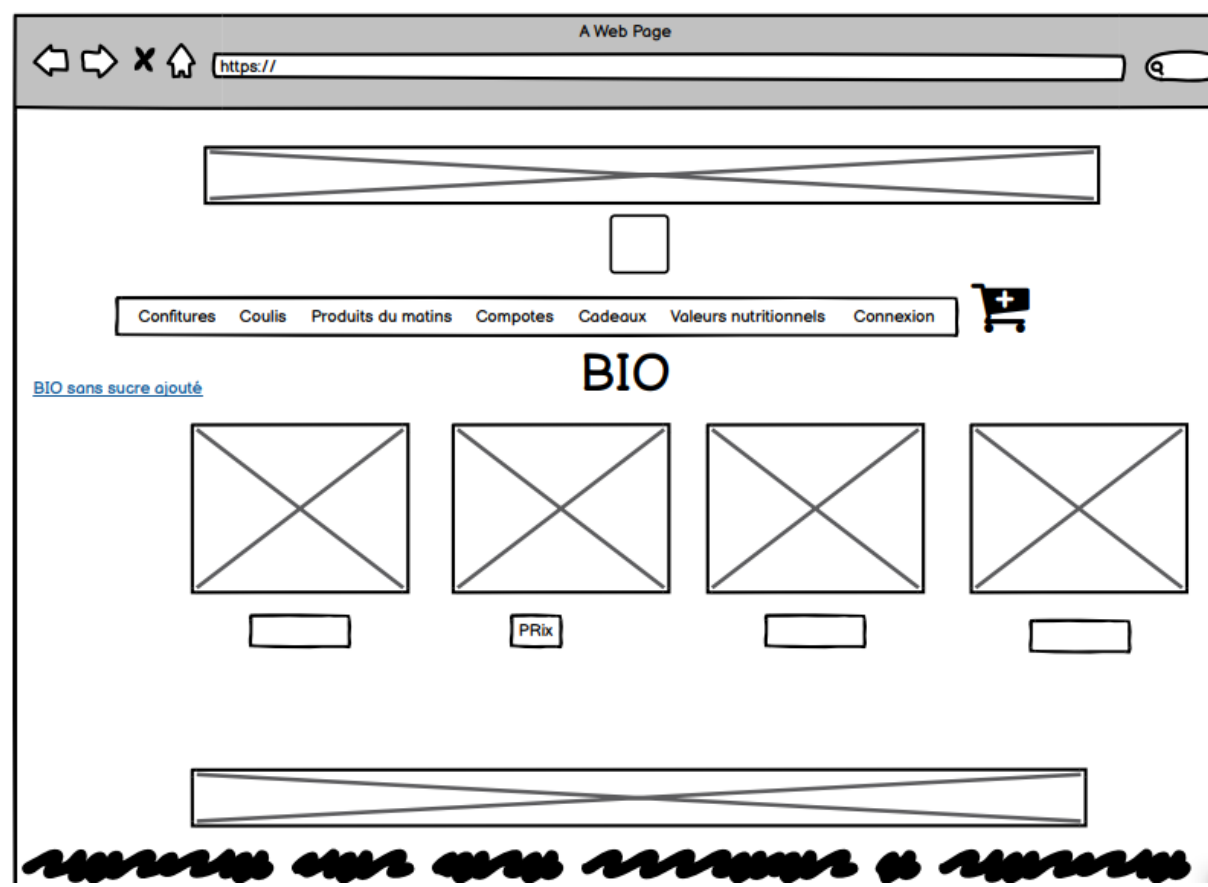 A Web Page
https://
Confitures Coulis Produits du matins Compotes Cadeaux Valeurs nutritionnels Connexion
BIO
BIO sans sucre ajouté
PRix